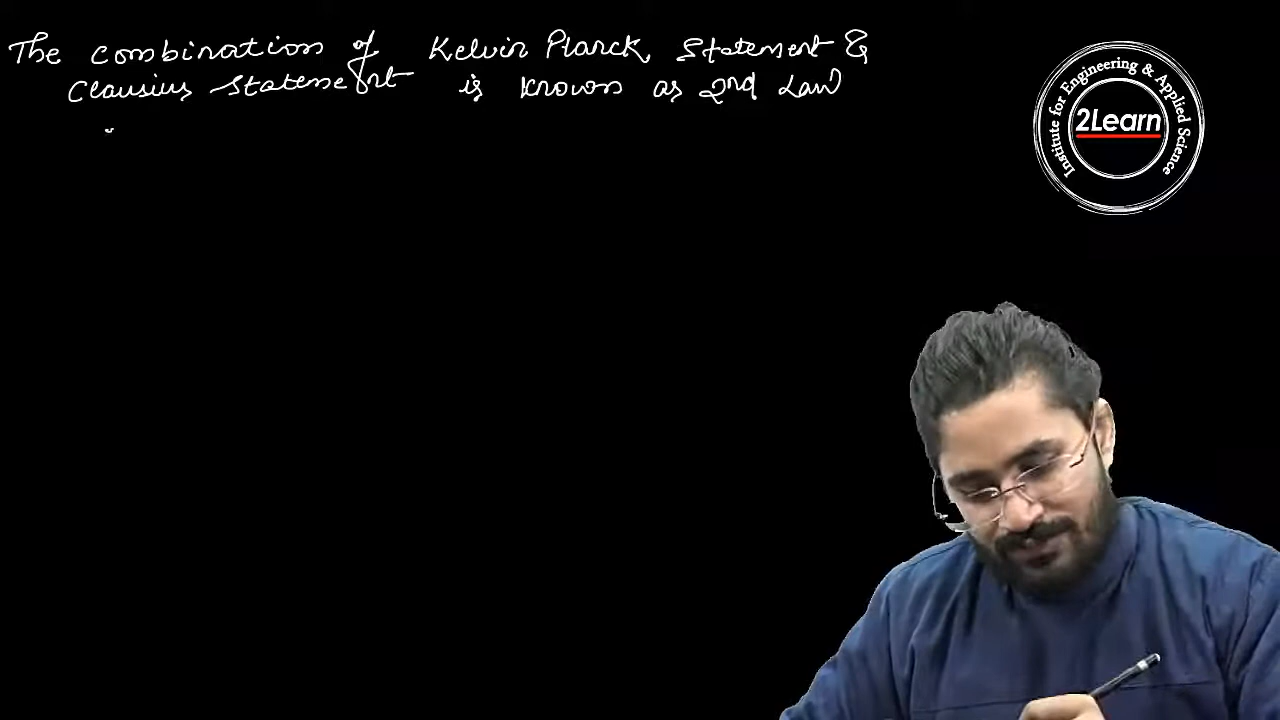 The combination of Kelvin Planck Statement &
Clausius Statement is known as 2nd Law
Institute for Engineering & Applied Science
2Learn